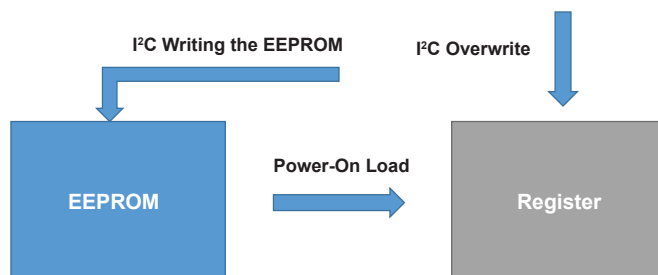 I²C Writing the EEPROM
I²C Overwrite
Power-On Load
EEPROM
Register